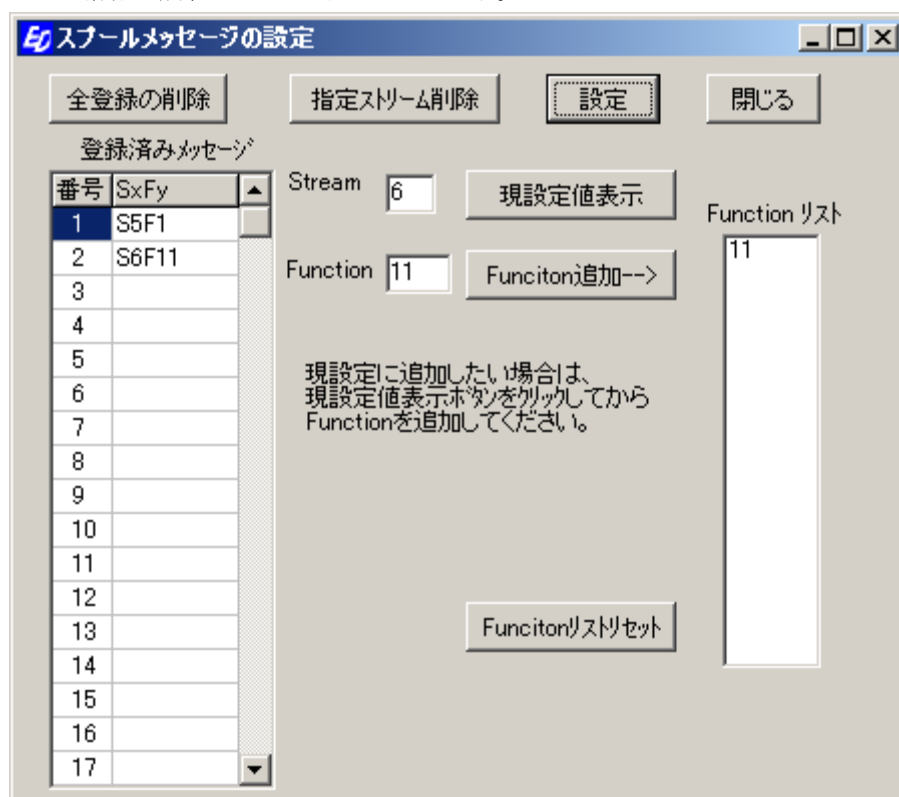 スプールメッセージの設定
全登録の削除
指定ストリーム削除
設定
閉じる
登録済みメッセージ
番号 SxFy
1 S5F1
2 S6F11
3
4
5
6
7
8
9
10
11
12
13
14
15
16
17
Stream 6
現設定値表示
Function 11
Funciton追加-->
Function リスト
11
現設定に追加したい場合は、
現設定値表示ボタンをクリックしてから
Functionを追加してください。
Funcitonリストリセット